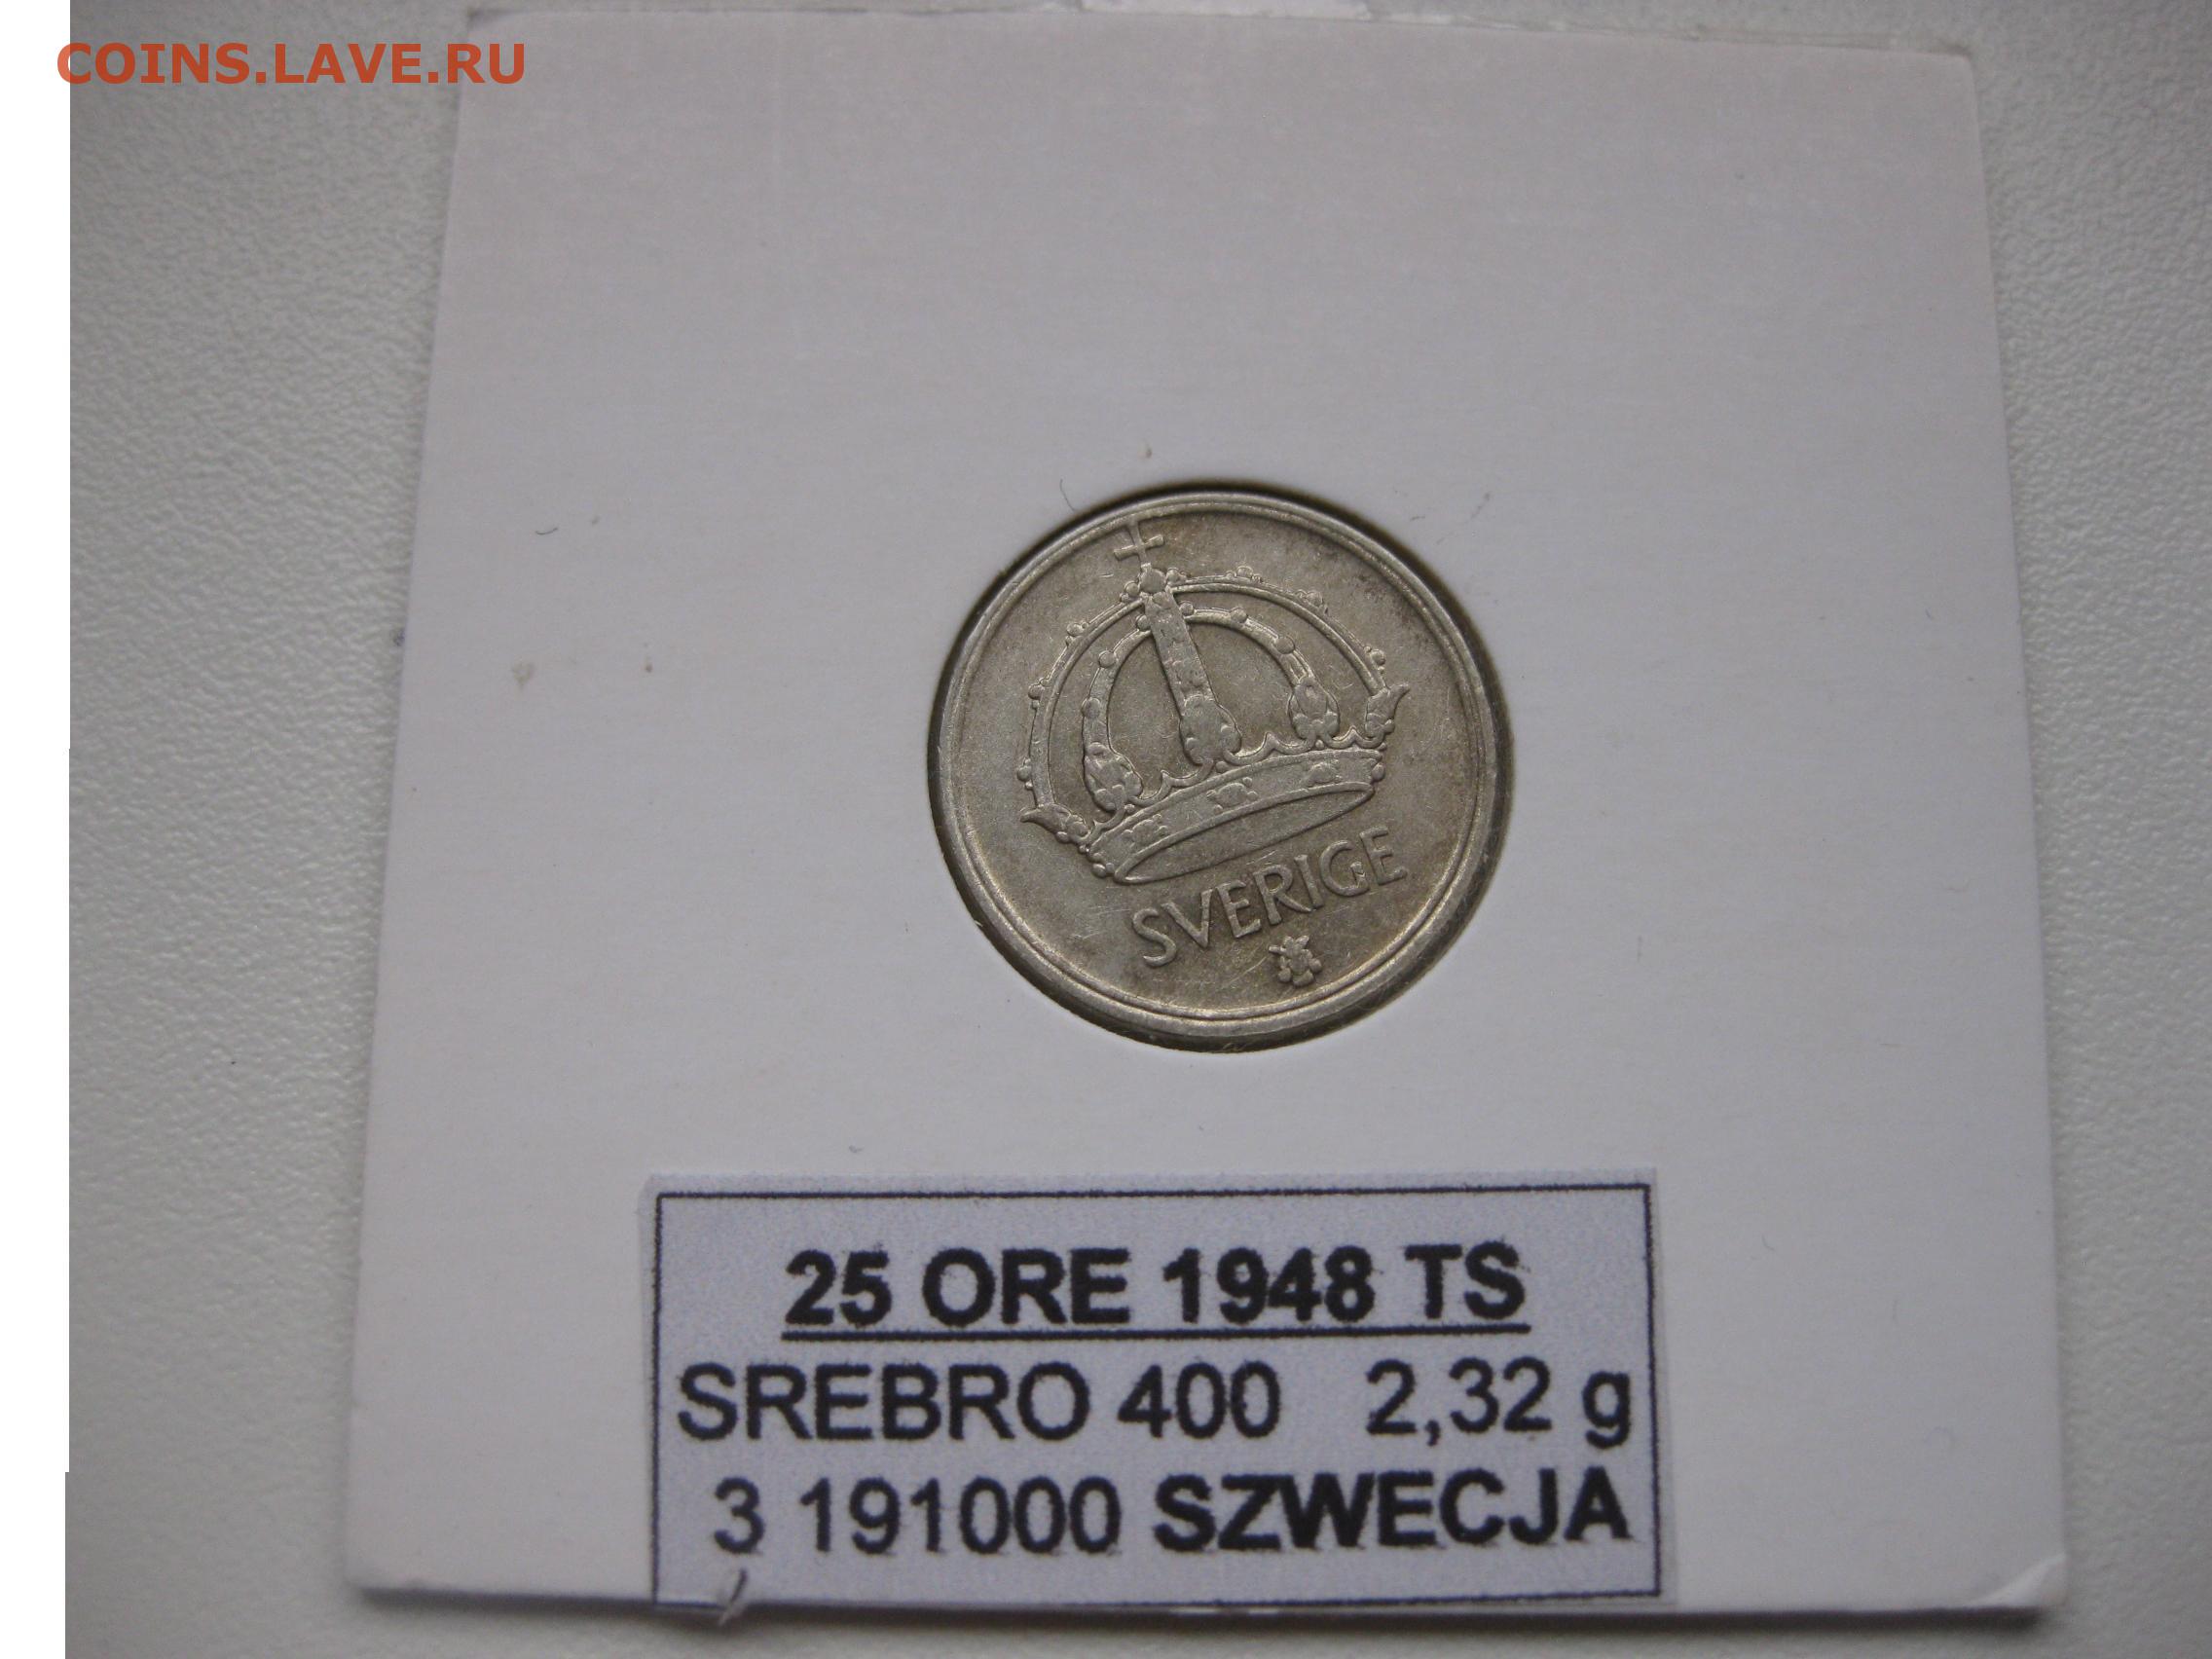 COINS.LAVE.RU
SVERIGE
25 ORE 1948 TS
SREBRO 400 2,32 g
3 191000 SZWECJA